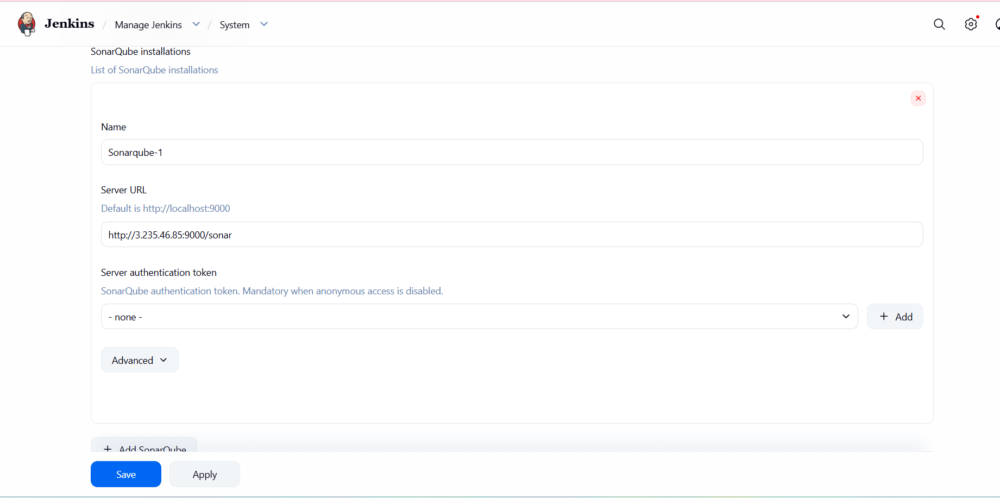 Jenkins / Manage Jenkins / System
SonarQube installations
List of SonarQube installations
Name
Sonarqube-1
Server URL
Default is http://localhost:9000
http://3.235.46.85:9000/sonar
Server authentication token
SonarQube authentication token. Mandatory when anonymous access is disabled.
- none -
+ Add
Advanced
+ Add SonarQube
Save
Apply